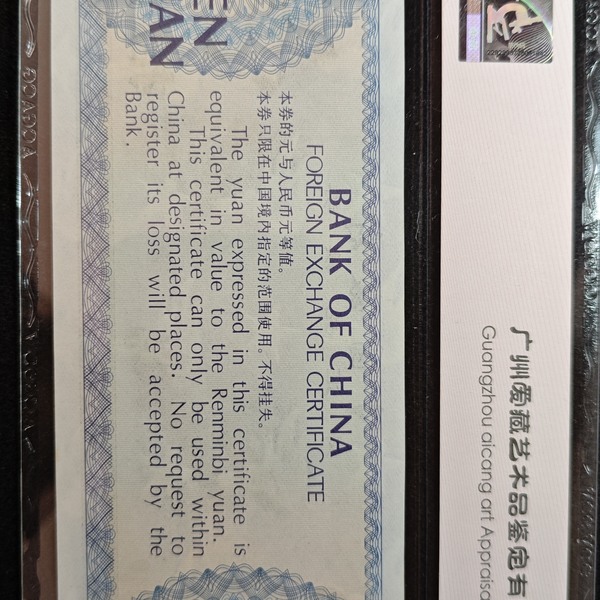 广州爱藏艺术品鉴定有
Guangzhou aicang art Appraisa
BANK OF CHINA
FOREIGN EXCHANGE CERTIFICATE
本券的元与人民币元等值。
本券只限在中国境内指定的范围使用。不得挂失。
The yuan expressed in this certificate is
equivalent in value to the Renminbi yuan.
This certificate can only be used within
China at designated places. No request to
register its loss will be accepted by the
Bank.
EN
AN